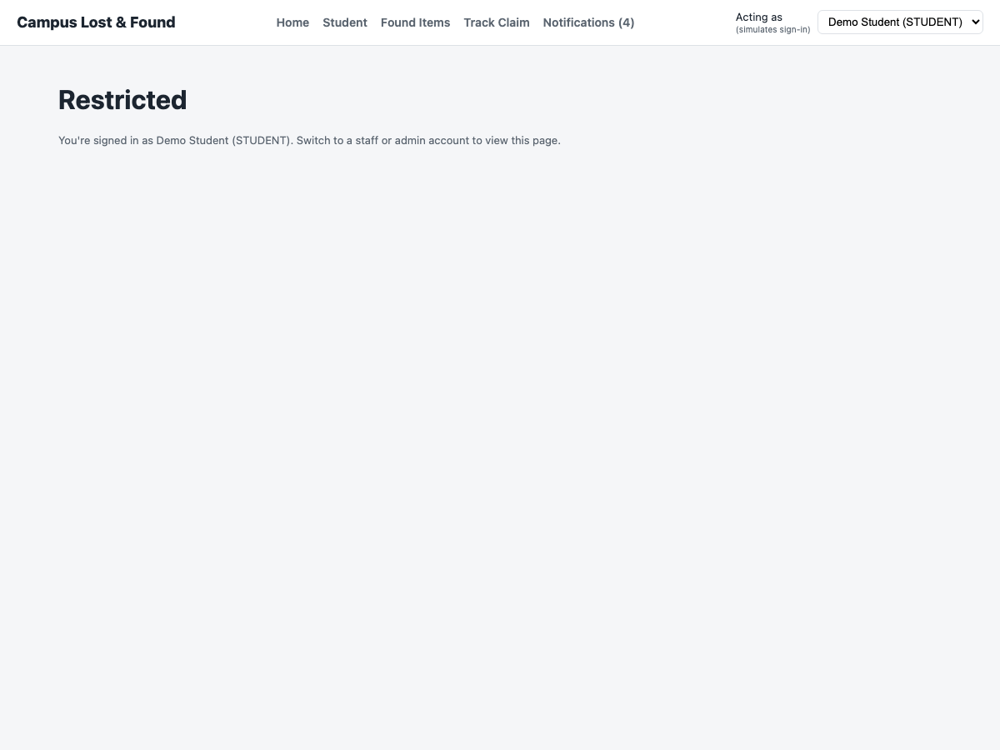 Campus Lost & Found
Home Student Found Items Track Claim Notifications (4)
Acting as
(simulates sign-in)
Demo Student (STUDENT)
Restricted
You're signed in as Demo Student (STUDENT). Switch to a staff or admin account to view this page.